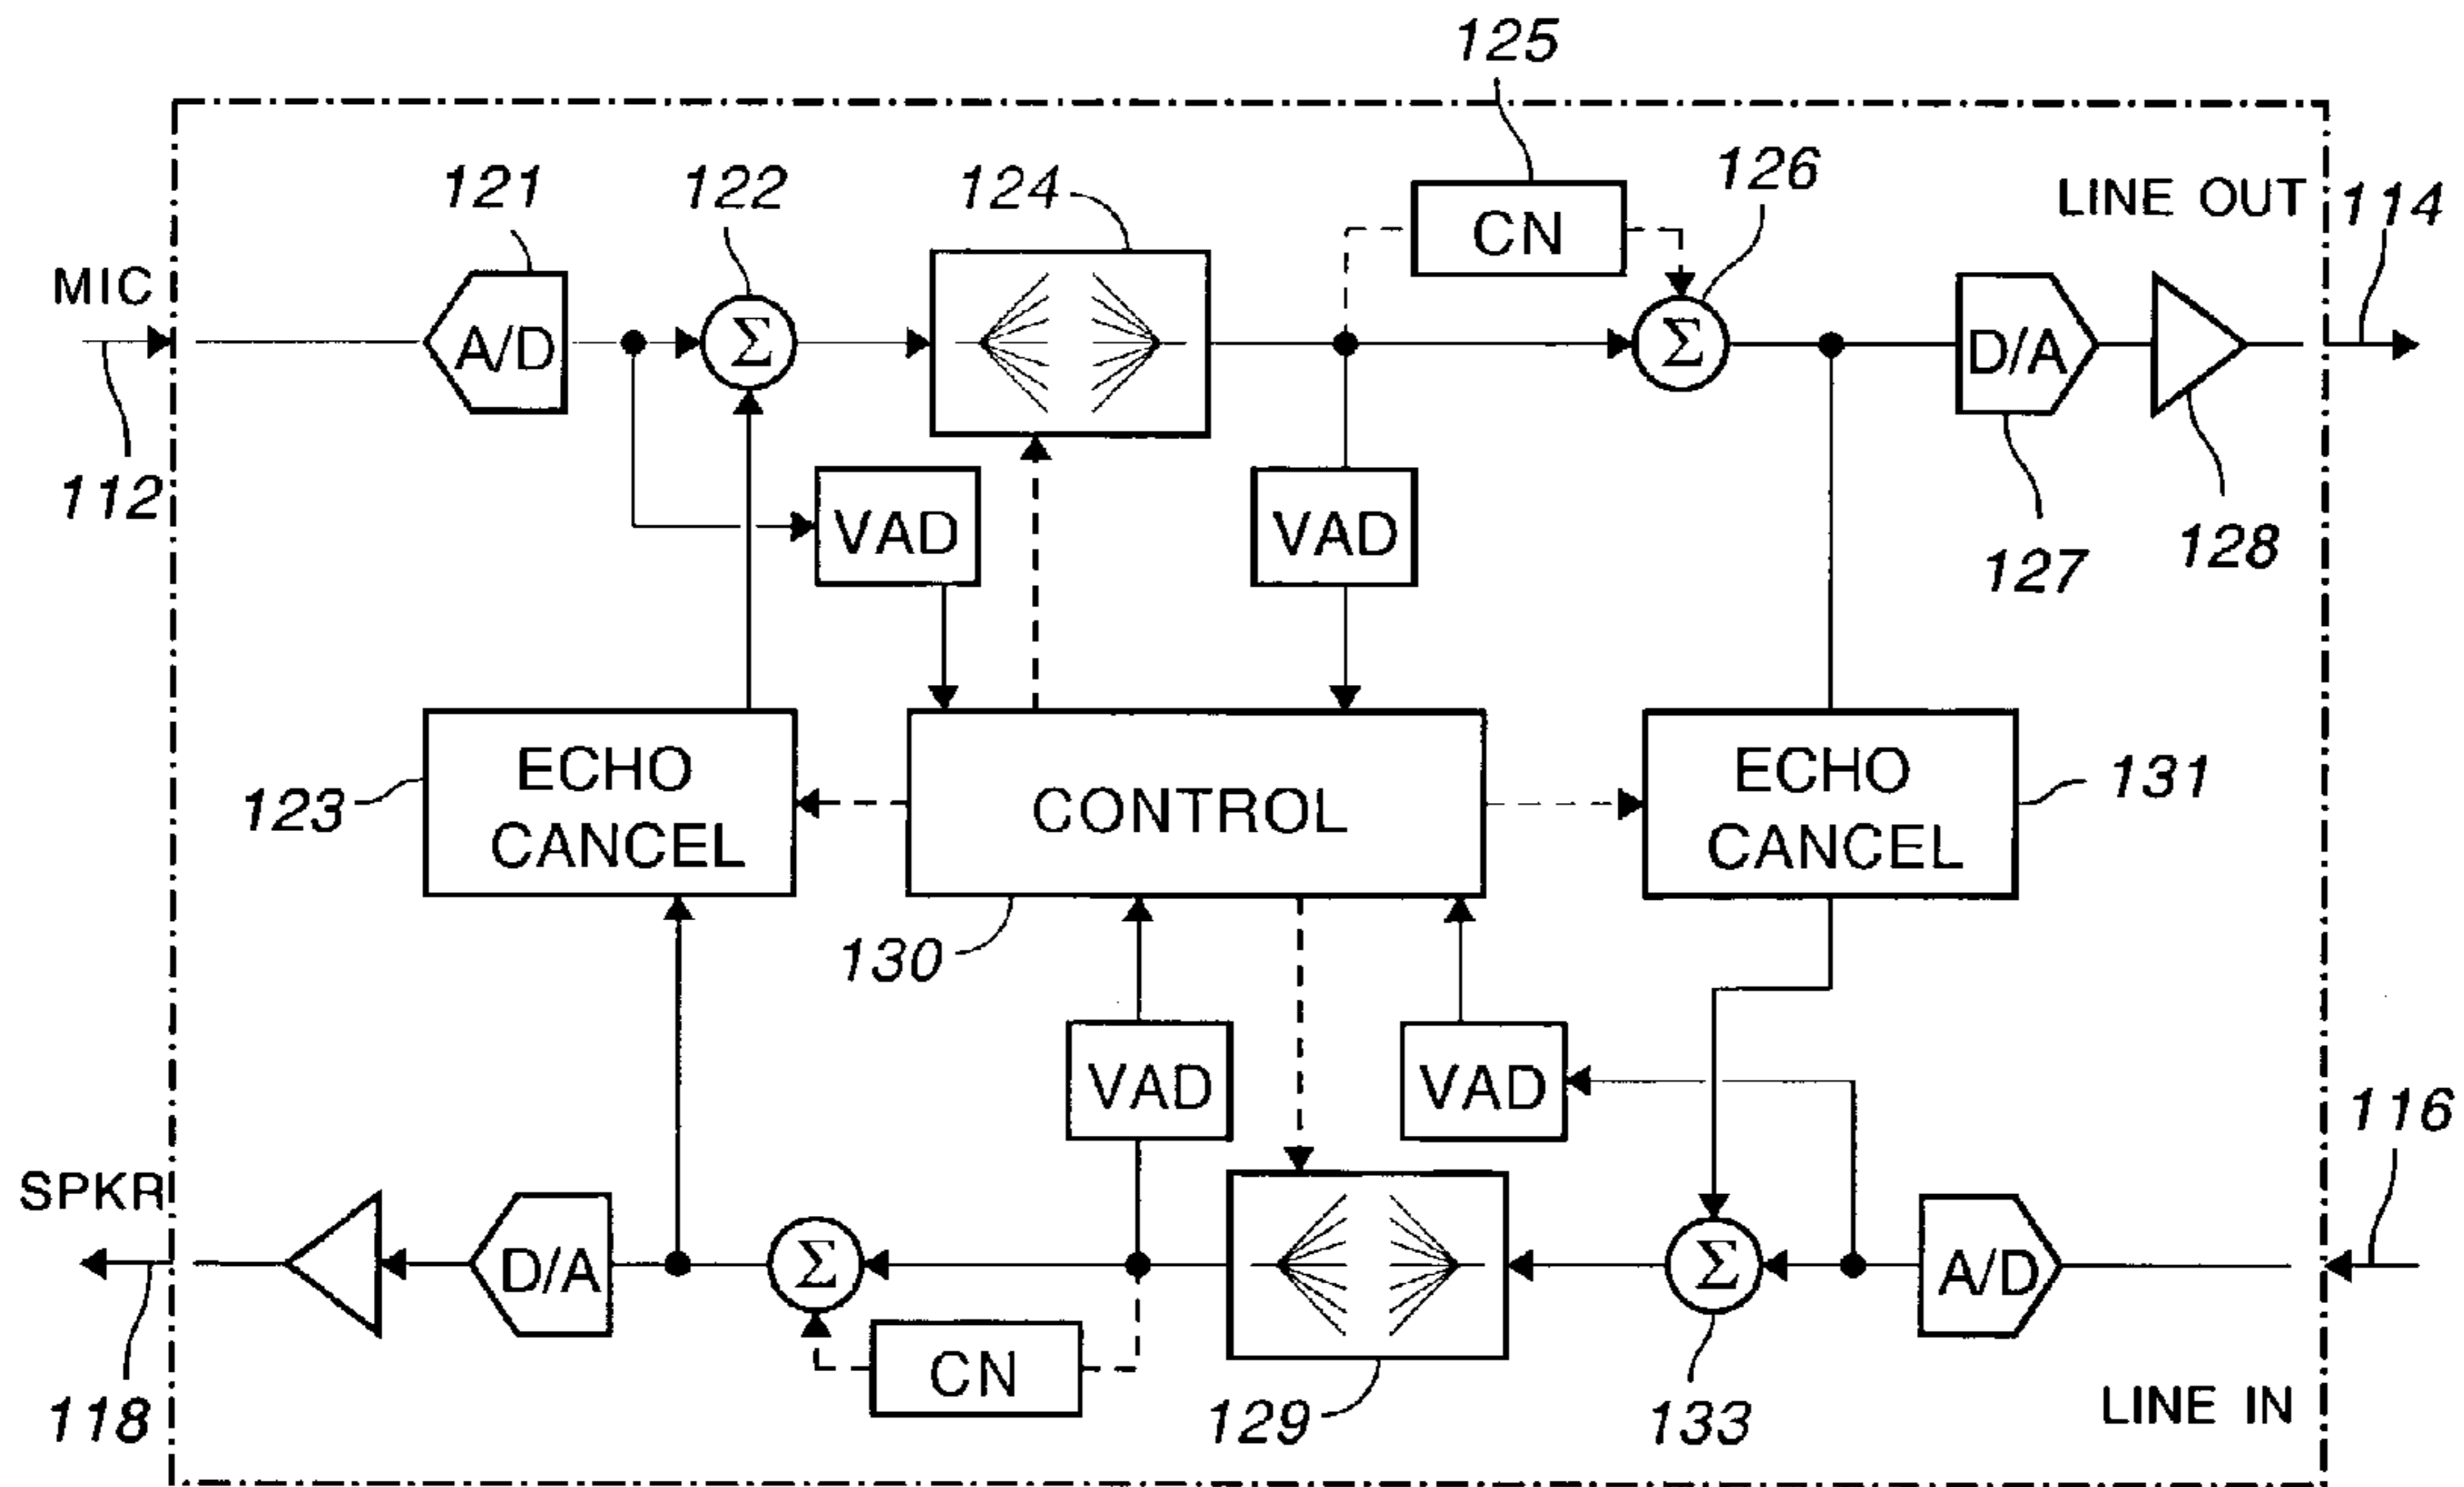 125
121
122
124
126
LINE OUT
114
MIC
CN
A/D
Σ
Σ
D/A
112
VAD
VAD
127
128
123
ECHO
CANCEL
CONTROL
ECHO
CANCEL
131
130
VAD
VAD
116
SPKR
D/A
Σ
Σ
A/D
CN
118
129
133
LINE IN